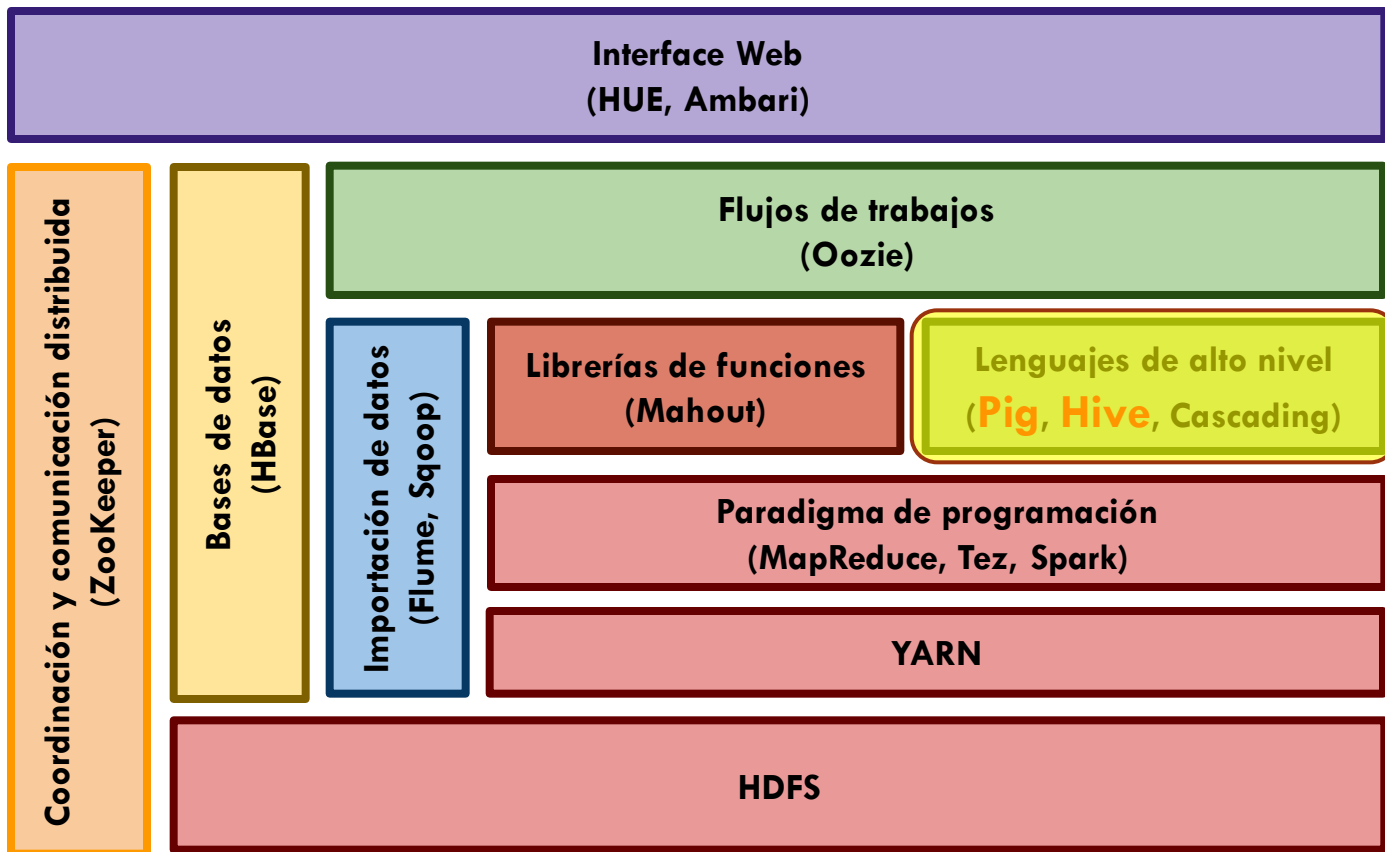 Interface Web
(HUE, Ambari)
Coordinación y comunicación distribuida
(ZooKeeper)
Bases de datos
(HBase)
Flujos de trabajos
(Oozie)
Importación de datos
(Flume, Sqoop)
Librerías de funciones
(Mahout)
Lenguajes de alto nivel
(Pig, Hive, Cascading)
Paradigma de programación
(MapReduce, Tez, Spark)
YARN
HDFS